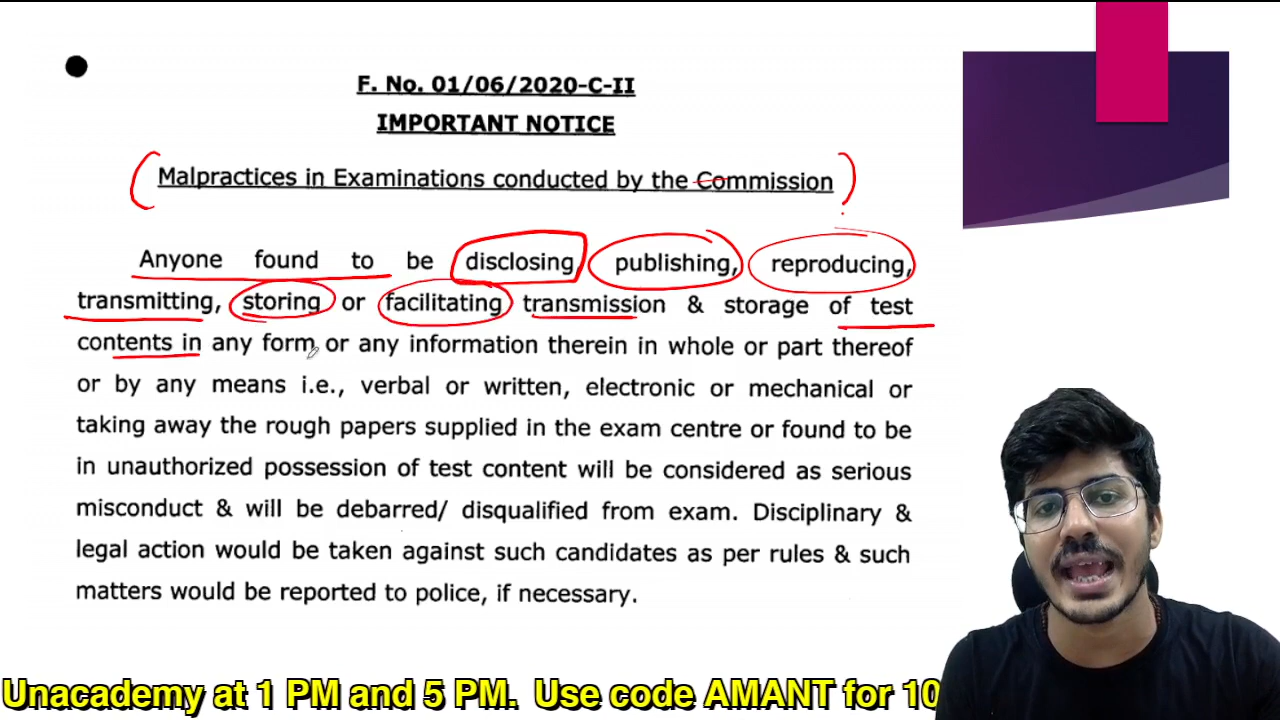 F. No. 01/06/2020-C-II
IMPORTANT NOTICE
Malpractices in Examinations conducted by the Commission
Anyone found to be disclosing, publishing, reproducing,
transmitting, storing or facilitating transmission & storage of test
contents in any form or any information therein in whole or part thereof
or by any means i.e., verbal or written, electronic or mechanical or
taking away the rough papers supplied in the exam centre or found to be
in unauthorized possession of test content will be considered as serious
misconduct & will be debarred/ disqualified from exam. Disciplinary &
legal action would be taken against such candidates as per rules & such
matters would be reported to police, if necessary.
Unacademy at 1 PM and 5 PM. Use code AMANT for 10